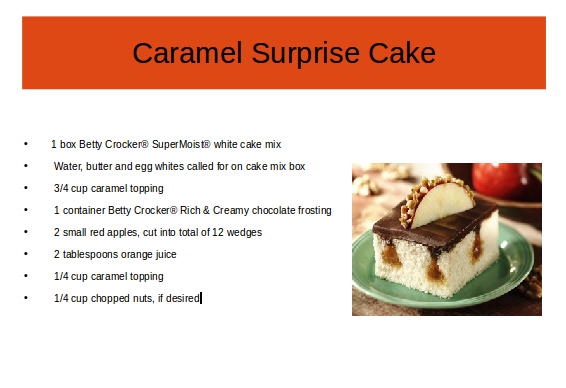 Caramel Surprise Cake
• 1 box Betty Crocker® SuperMoist® white cake mix
• Water, butter and egg whites called for on cake mix box
• 3/4 cup caramel topping
• 1 container Betty Crocker® Rich & Creamy chocolate frosting
• 2 small red apples, cut into total of 12 wedges
• 2 tablespoons orange juice
• 1/4 cup caramel topping
• 1/4 cup chopped nuts, if desired